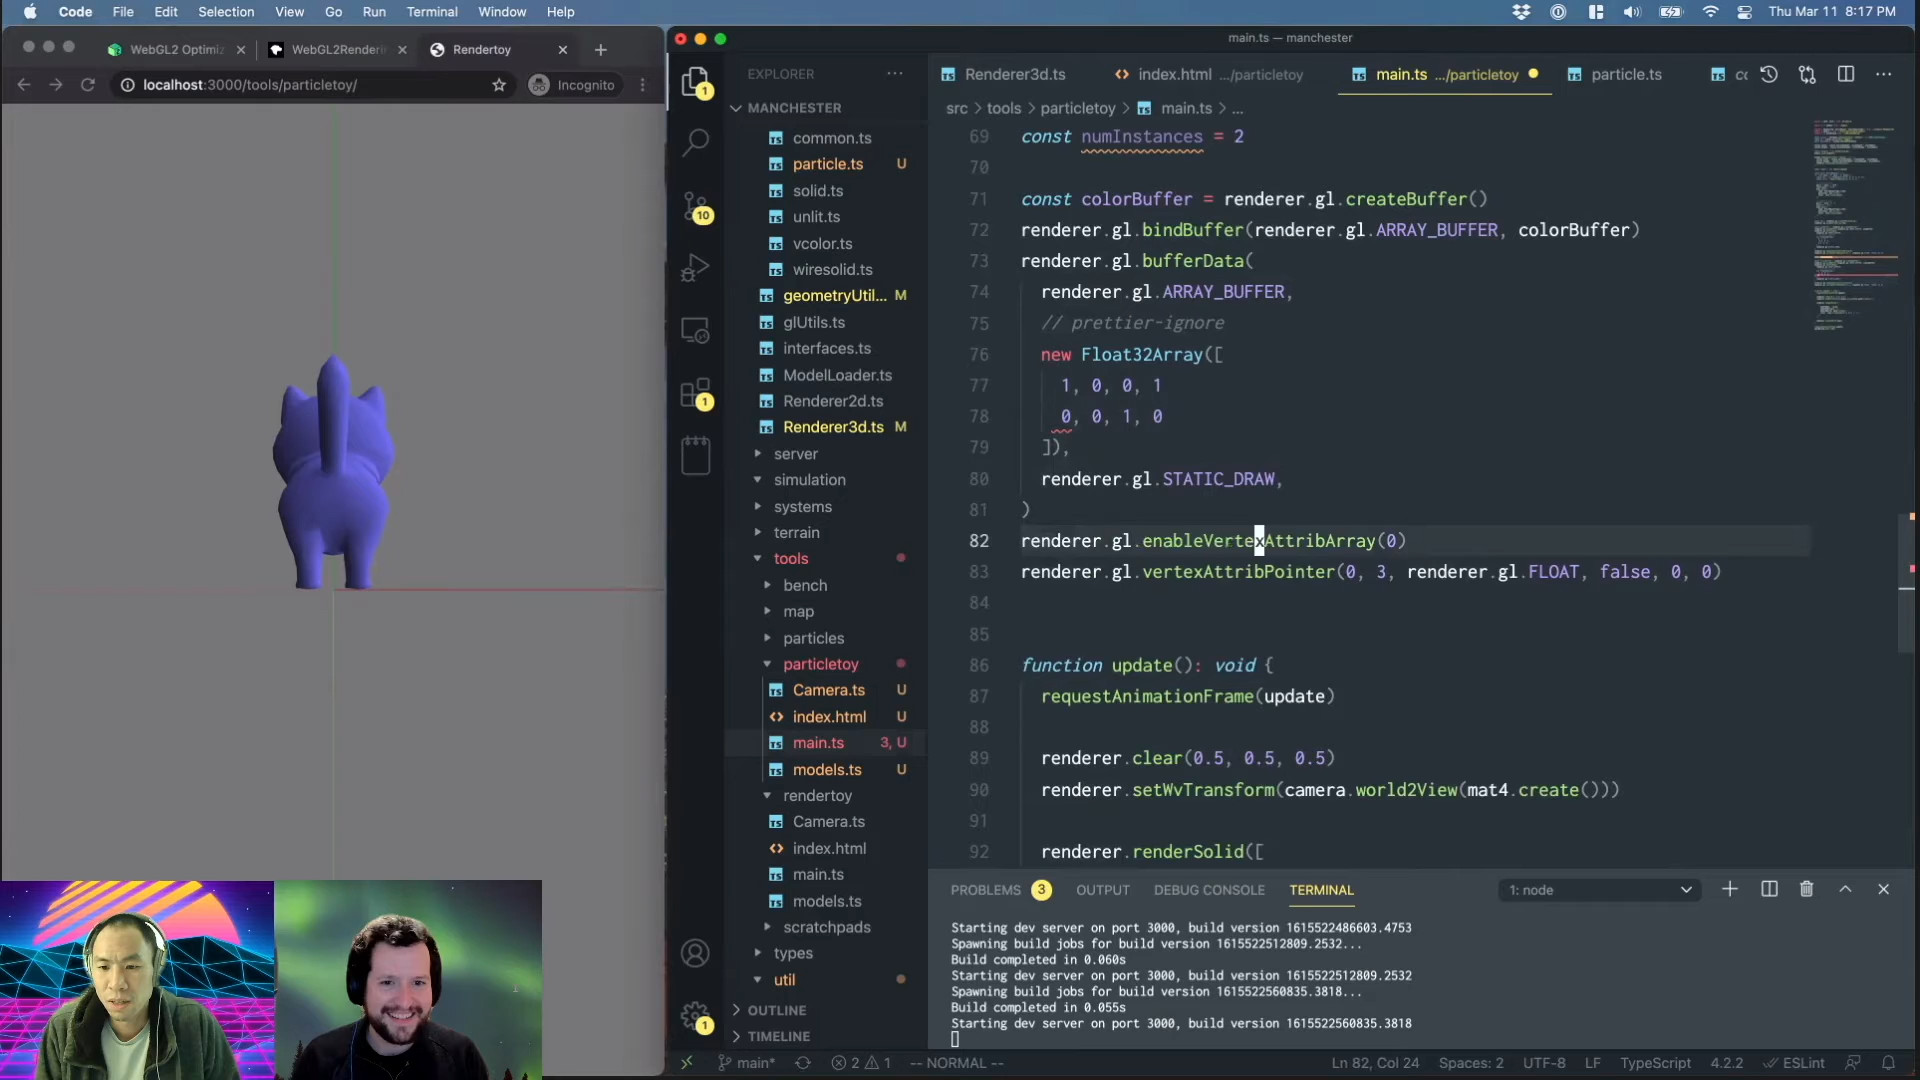 Code File Edit Selection View Go Run Terminal Window Help
Thu Mar 11 8:17 PM
WebGL2 Optimiz
WebGL2Renderin
Rendertoy
localhost:3000/tools/particletoy/
Incognito
main.ts — manchester
EXPLORER
MANCHESTER
common.ts
particle.ts U
solid.ts
unlit.ts
vcolor.ts
wiresolid.ts
geometryUtil... M
glUtils.ts
interfaces.ts
ModelLoader.ts
Renderer2d.ts
Renderer3d.ts M
server
simulation
systems
terrain
tools
bench
map
particles
particletoy
Camera.ts U
index.html U
main.ts 3, U
models.ts U
rendertoy
Camera.ts
index.html
main.ts
models.ts
scratchpads
types
util
OUTLINE
TIMELINE
1
10
1
1
Renderer3d.ts
index.html .../particletoy
main.ts .../particletoy
particle.ts
src > tools > particletoy > main.ts > ...
69 const numInstances = 2
70
71 const colorBuffer = renderer.gl.createBuffer()
72 renderer.gl.bindBuffer(renderer.gl.ARRAY_BUFFER, colorBuffer)
73 renderer.gl.bufferData(
74 renderer.gl.ARRAY_BUFFER,
75 // prettier-ignore
76 new Float32Array([
77 1, 0, 0, 1
78 0, 0, 1, 0
79 ]),
80 renderer.gl.STATIC_DRAW,
81 )
82 renderer.gl.enableVertexAttribArray(0)
83 renderer.gl.vertexAttribPointer(0, 3, renderer.gl.FLOAT, false, 0, 0)
84
85
86 function update(): void {
87 requestAnimationFrame(update)
88
89 renderer.clear(0.5, 0.5, 0.5)
90 renderer.setWvTransform(camera.world2View(mat4.create()))
91
92 renderer.renderSolid([
PROBLEMS 3 OUTPUT DEBUG CONSOLE TERMINAL 1: node
Starting dev server on port 3000, build version 1615522486603.4753
Spawning build jobs for build version 1615522512809.2532...
Build completed in 0.060s
Starting dev server on port 3000, build version 1615522512809.2532
Spawning build jobs for build version 1615522560835.3818...
Build completed in 0.055s
Starting dev server on port 3000, build version 1615522560835.3818
main* 2 1 -- NORMAL -- Ln 82, Col 24 Spaces: 2 UTF-8 LF TypeScript 4.2.2 ESLint